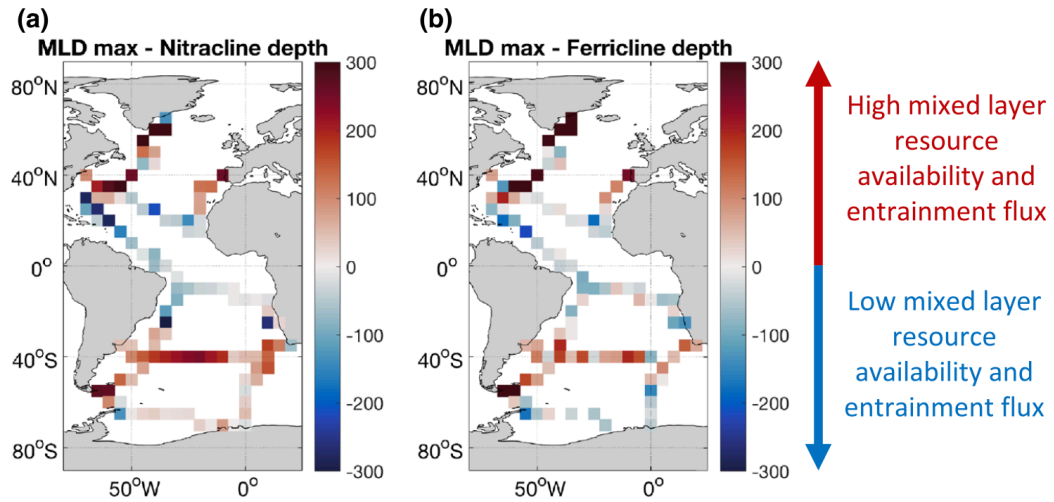 (a)
MLD max - Nitracline depth
80°N
40°N
0°
40°S
80°S
50°W
0°
300
200
100
0
-100
-200
-300
(b)
MLD max - Ferricline depth
80°N
40°N
0°
40°S
80°S
50°W
0°
300
200
100
0
-100
-200
-300
High mixed layer
resource
availability and
entrainment flux
Low mixed layer
resource
availability and
entrainment flux